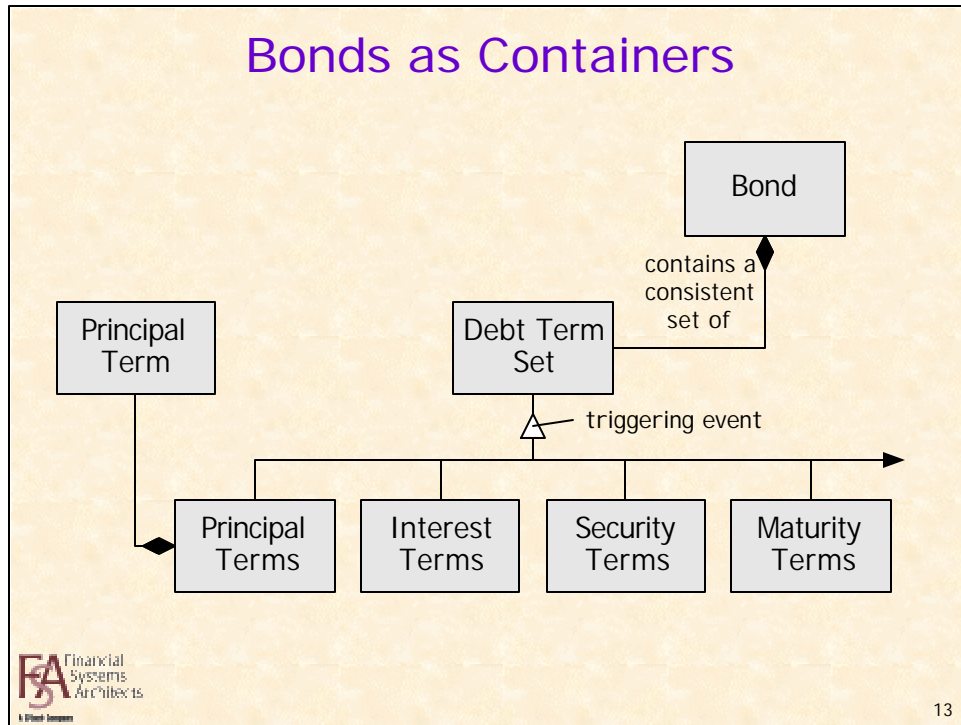 Bonds as Containers
Bond
contains a
consistent
set of
Principal
Term
Debt Term
Set
triggering event
Principal
Terms
Interest
Terms
Security
Terms
Maturity
Terms
FSA
Financial
Systems
Architects
13